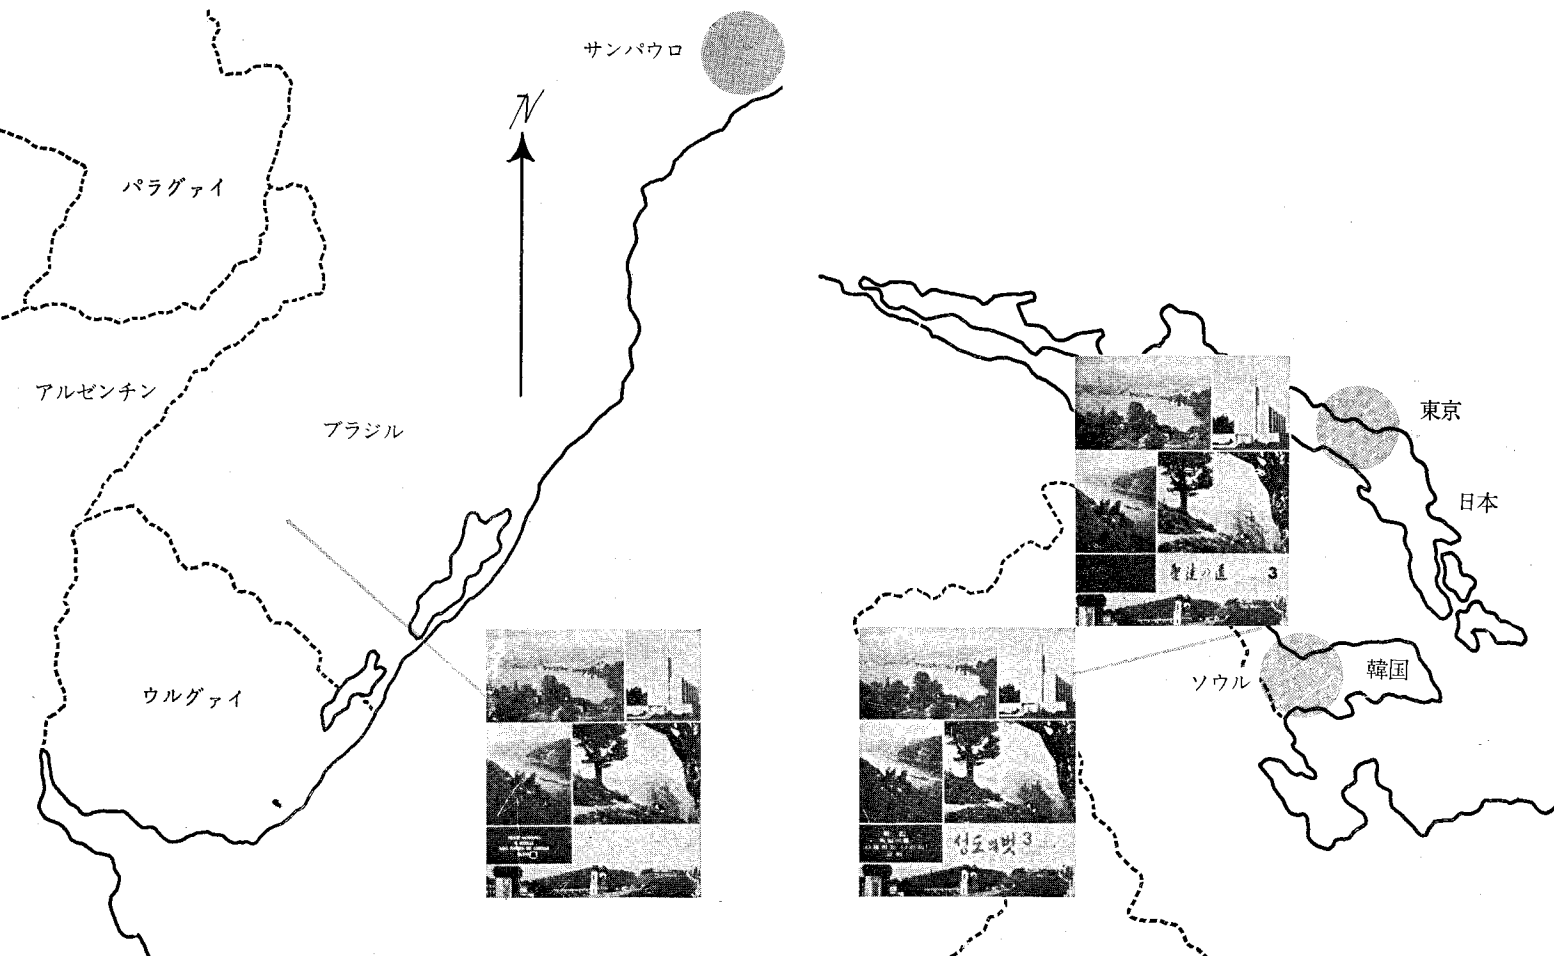 サンパウロ
N
パラグァイ
アルゼンチン
ブラジル
ウルグァイ
東京
日本
聖徒の道 3
ソウル
韓国
성도의벗 3